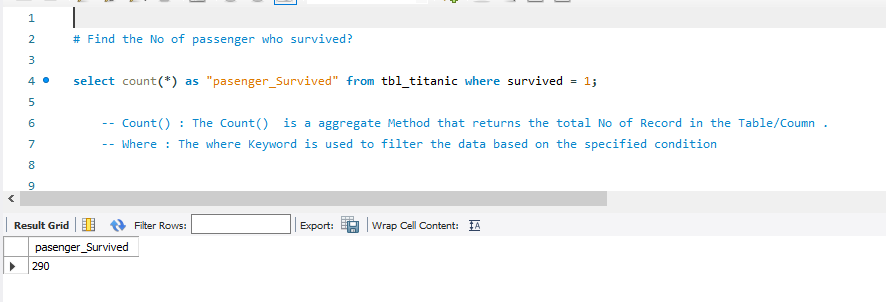 1
2 # Find the No of passenger who survived?
3
4 select count(*) as "pasenger_Survived" from tbl_titanic where survived = 1;
5
6 -- Count() : The Count()  is a aggregate Method that returns the total No of Record in the Table/Coumn .
7 -- Where : The where Keyword is used to filter the data based on the specified condition
8
9
Result Grid Filter Rows: Export: Wrap Cell Content: IA
pasenger_Survived
290